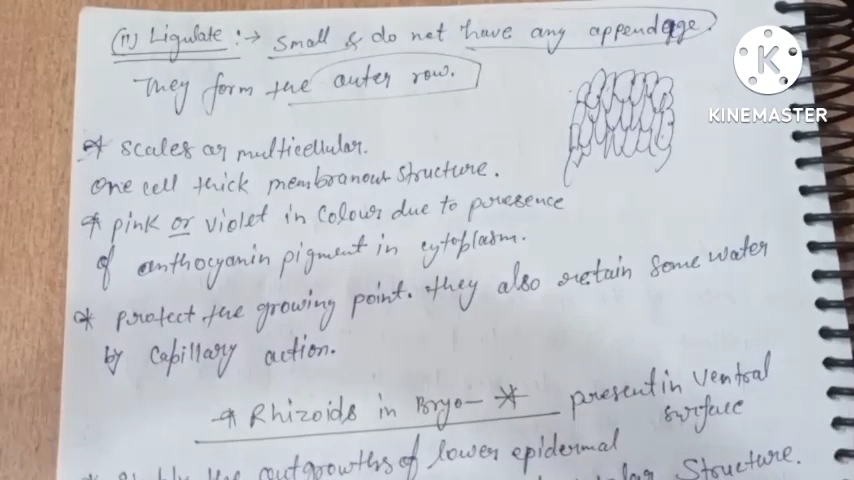 (ii) Ligulate :→ Small & do not have any appendage.
They form the outer row.
* Scales are multicellular.
One cell thick membranous structure.
* Pink or violet in colour due to presence
of anthocyanin pigment in cytoplasm.
* Protect the growing point. They also retain some water
by capillary action.
→* Rhizoids in Bryo- * present in ventral
surface
the outgrowths of lower epidermal
structure.
K
KINEMASTER